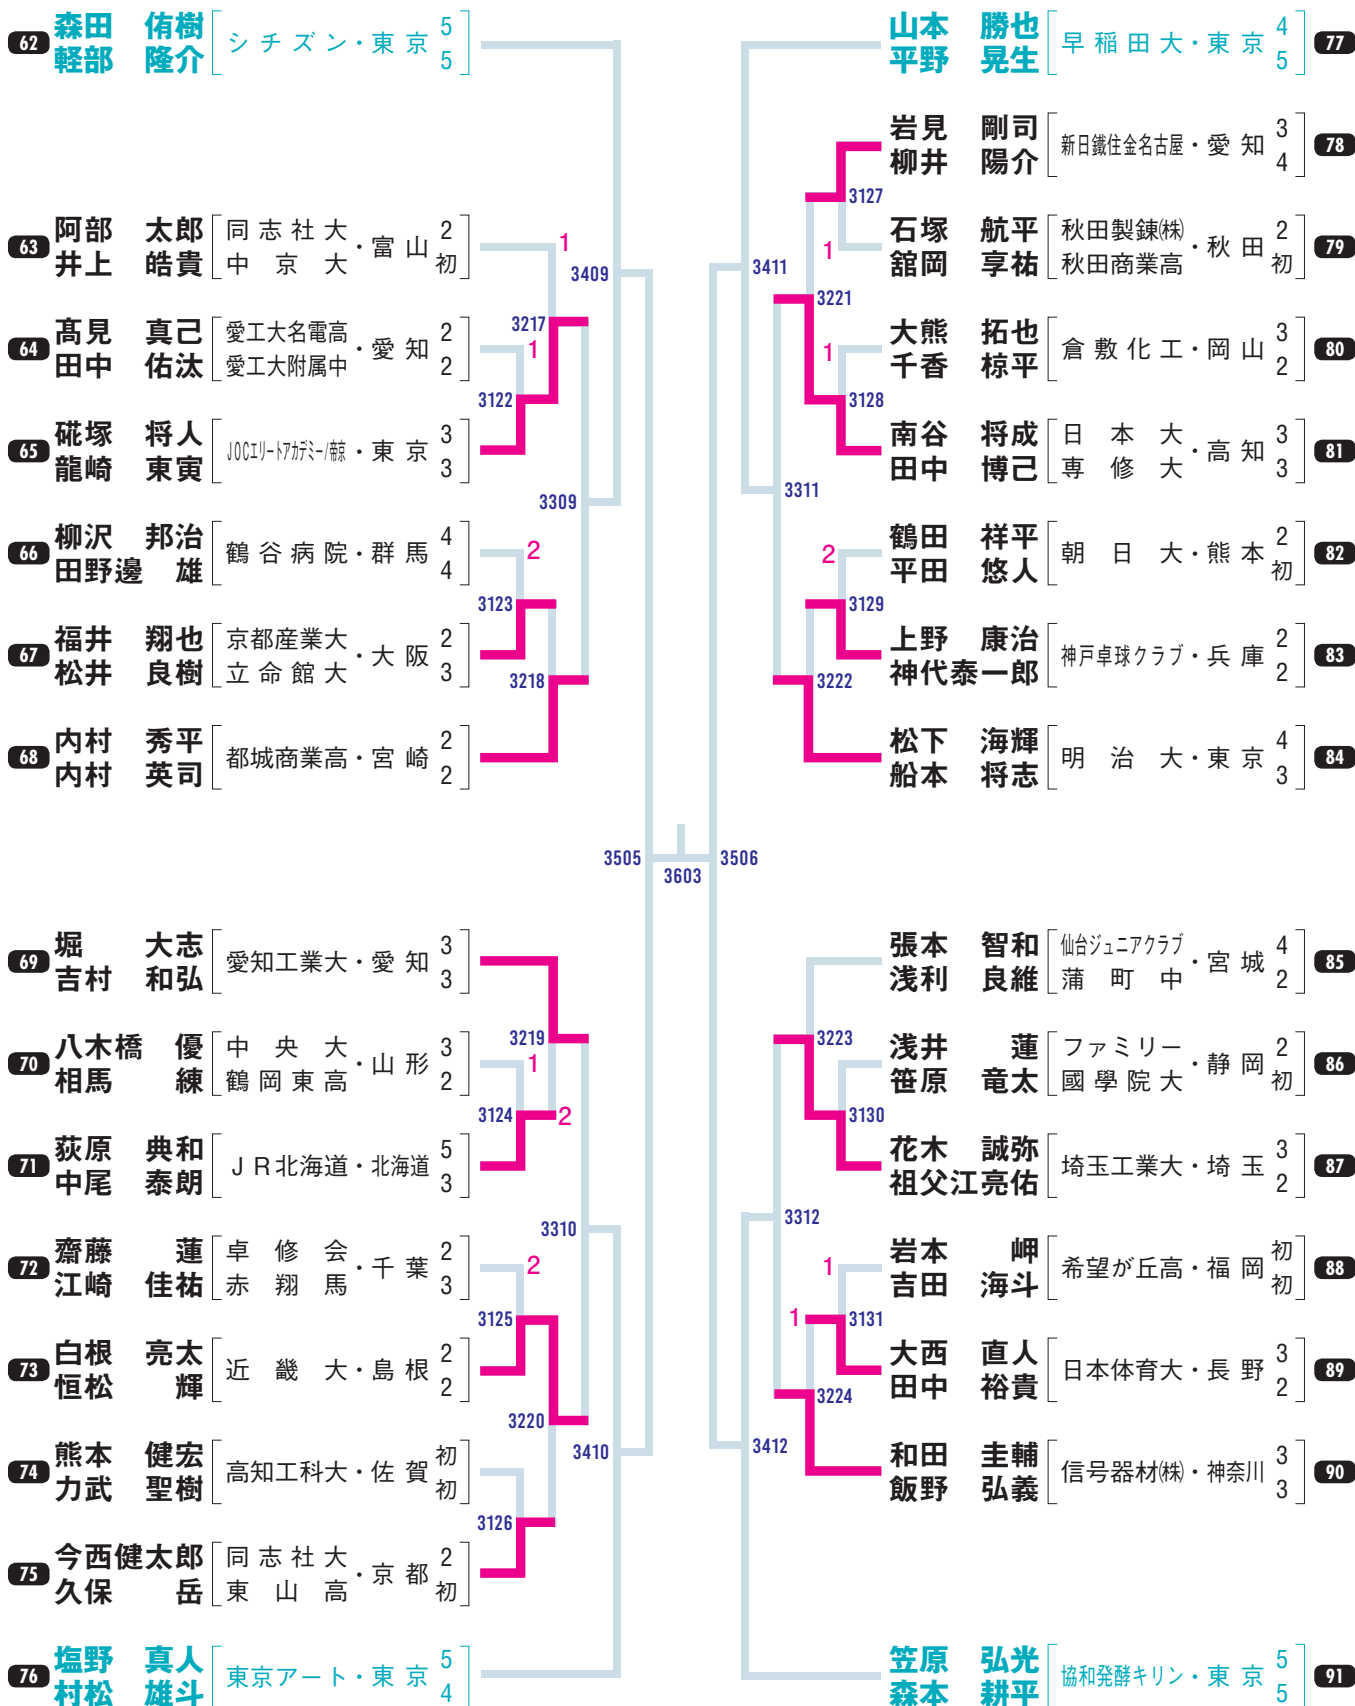 62 森田 侑樹 シチズン・東京 5
軽部 隆介 5
63 阿部 太郎 同志社大・富山 2
井上 皓貴 中京大 初
64 髙見 真己 愛工大名電高・愛知 2
田中 佑汰 愛工大附属中 2
65 硴塚 将人 JOCエリートアカデミー/帝京・東京 3
龍崎 東寅 3
66 柳沢 邦治 鶴谷病院・群馬 4
田野邊 雄 4
67 福井 翔也 京都産業大・大阪 2
松井 良樹 立命館大 3
68 内村 秀平 都城商業高・宮崎 2
内村 英司 2
69 堀 大志 愛知工業大・愛知 3
吉村 和弘 3
70 八木橋 優 中央大・山形 3
相馬 練 鶴岡東高 2
71 荻原 典和 JR北海道・北海道 5
中尾 泰朗 3
72 齋藤 蓮 卓修会・千葉 2
江崎 佳祐 赤翔馬 3
73 白根 亮太 近畿大・島根 2
恒松 輝 2
74 熊本 健宏 高知工科大・佐賀 初
力武 聖樹 初
75 今西健太郎 同志社大・京都 2
久保 岳 東山高 初
76 塩野 真人 東京アート・東京 5
村松 雄斗 4
1
3409
3217
1
3122
3309
2
3123
3218
3505
3603
3506
3219
1
3124
2
3310
2
3125
3220
3410
3126
3127
1
3411
3221
1
3128
3311
2
3129
3222
3223
3130
3312
1
1
3131
3224
3412
山本 勝也 早稲田大・東京 4 77
平野 晃生 5
岩見 剛司 新日鐵住金名古屋・愛知 3 78
柳井 陽介 4
石塚 航平 秋田製錬㈱・秋田 2 79
舘岡 享祐 秋田商業高 初
大熊 拓也 倉敷化工・岡山 3 80
千香 椋平 2
南谷 将成 日本大・高知 3 81
田中 博己 専修大 3
鶴田 祥平 朝日大・熊本 2 82
平田 悠人 初
上野 康治 神戸卓球クラブ・兵庫 2 83
神代泰一郎 2
松下 海輝 明治大・東京 4 84
船本 将志 3
張本 智和 仙台ジュニアクラブ・宮城 4 85
浅利 良維 蒲町中 2
浅井 蓮 ファミリー・静岡 2 86
笹原 竜太 國學院大 初
花木 誠弥 埼玉工業大・埼玉 3 87
祖父江亮佑 2
岩本 岬 希望が丘高・福岡 初 88
吉田 海斗 初
大西 直人 日本体育大・長野 3 89
田中 裕貴 2
和田 圭輔 信号器材㈱・神奈川 3 90
飯野 弘義 3
笠原 弘光 協和発酵キリン・東京 5 91
森本 耕平 5